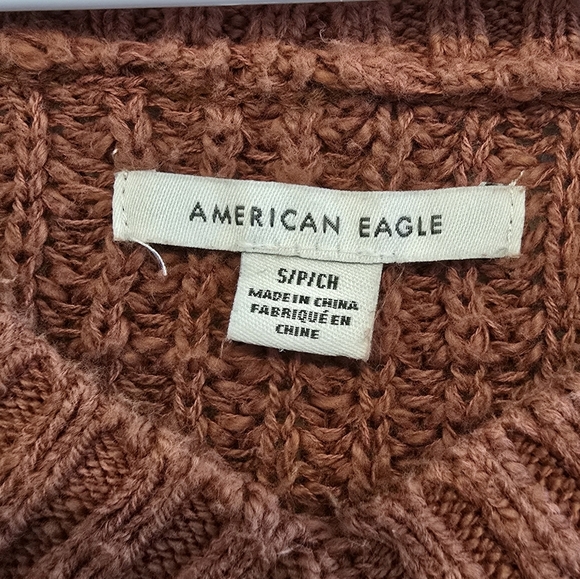 AMERICAN EAGLE
S/P/CH
MADE IN CHINA
FABRIQUÉ EN
CHINE